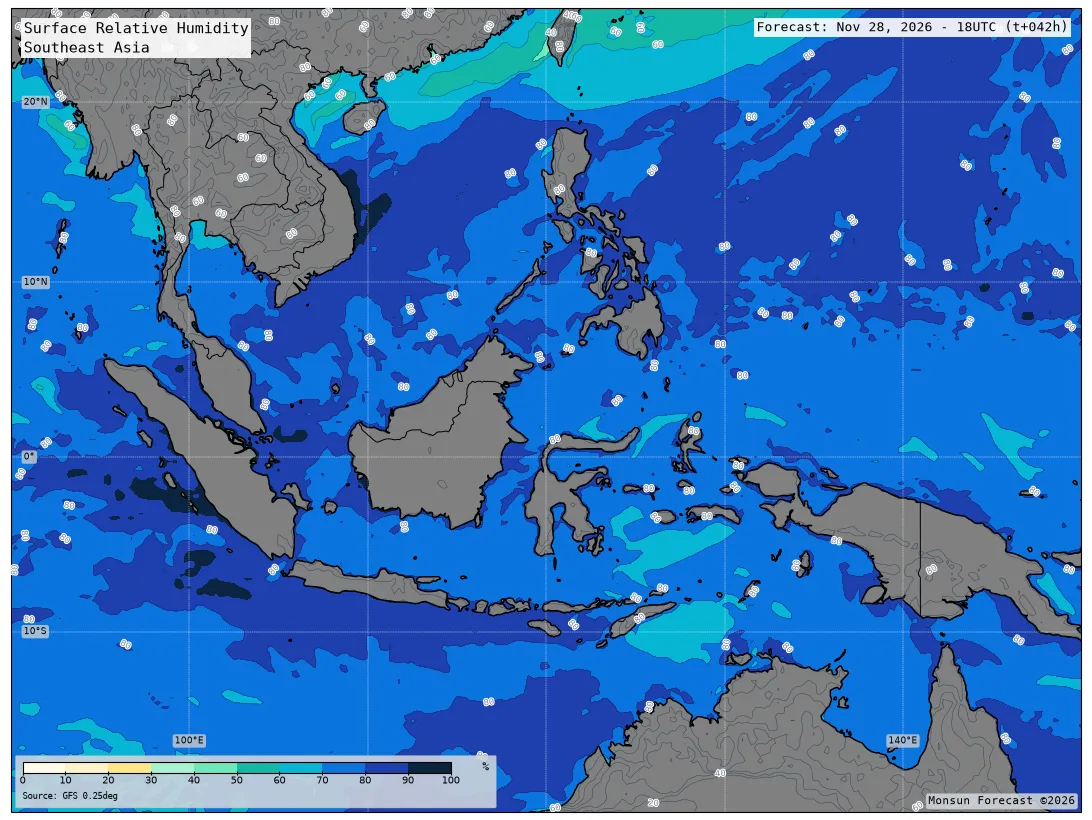 Surface Relative Humidity
Southeast Asia
Forecast: Nov 28, 2026 - 18UTC (t+042h)
20°N
10°N
0°
10°S
100°E
140°E
0 10 20 30 40 50 60 70 80 90 100
%
Source: GFS 0.25deg
Monsun Forecast ©2026